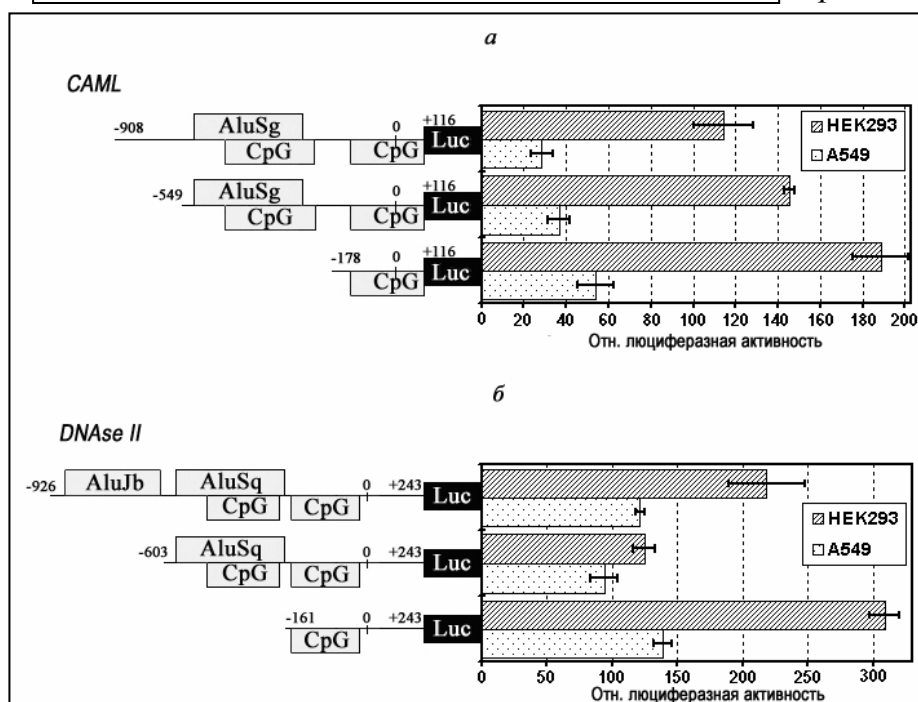 а
CAML
-908 AluSg CpG 0 CpG +116 Luc
-549 AluSg CpG 0 CpG +116 Luc
-178 0 CpG +116 Luc
HEK293
A549
0 20 40 60 80 100 120 140 160 180 200
Отн. люциферазная активность
б
DNAse II
-926 AluJb AluSq CpG CpG 0 +243 Luc
-603 AluSq CpG CpG 0 +243 Luc
-161 CpG 0 +243 Luc
HEK293
A549
0 50 100 150 200 250 300
Отн. люциферазная активность